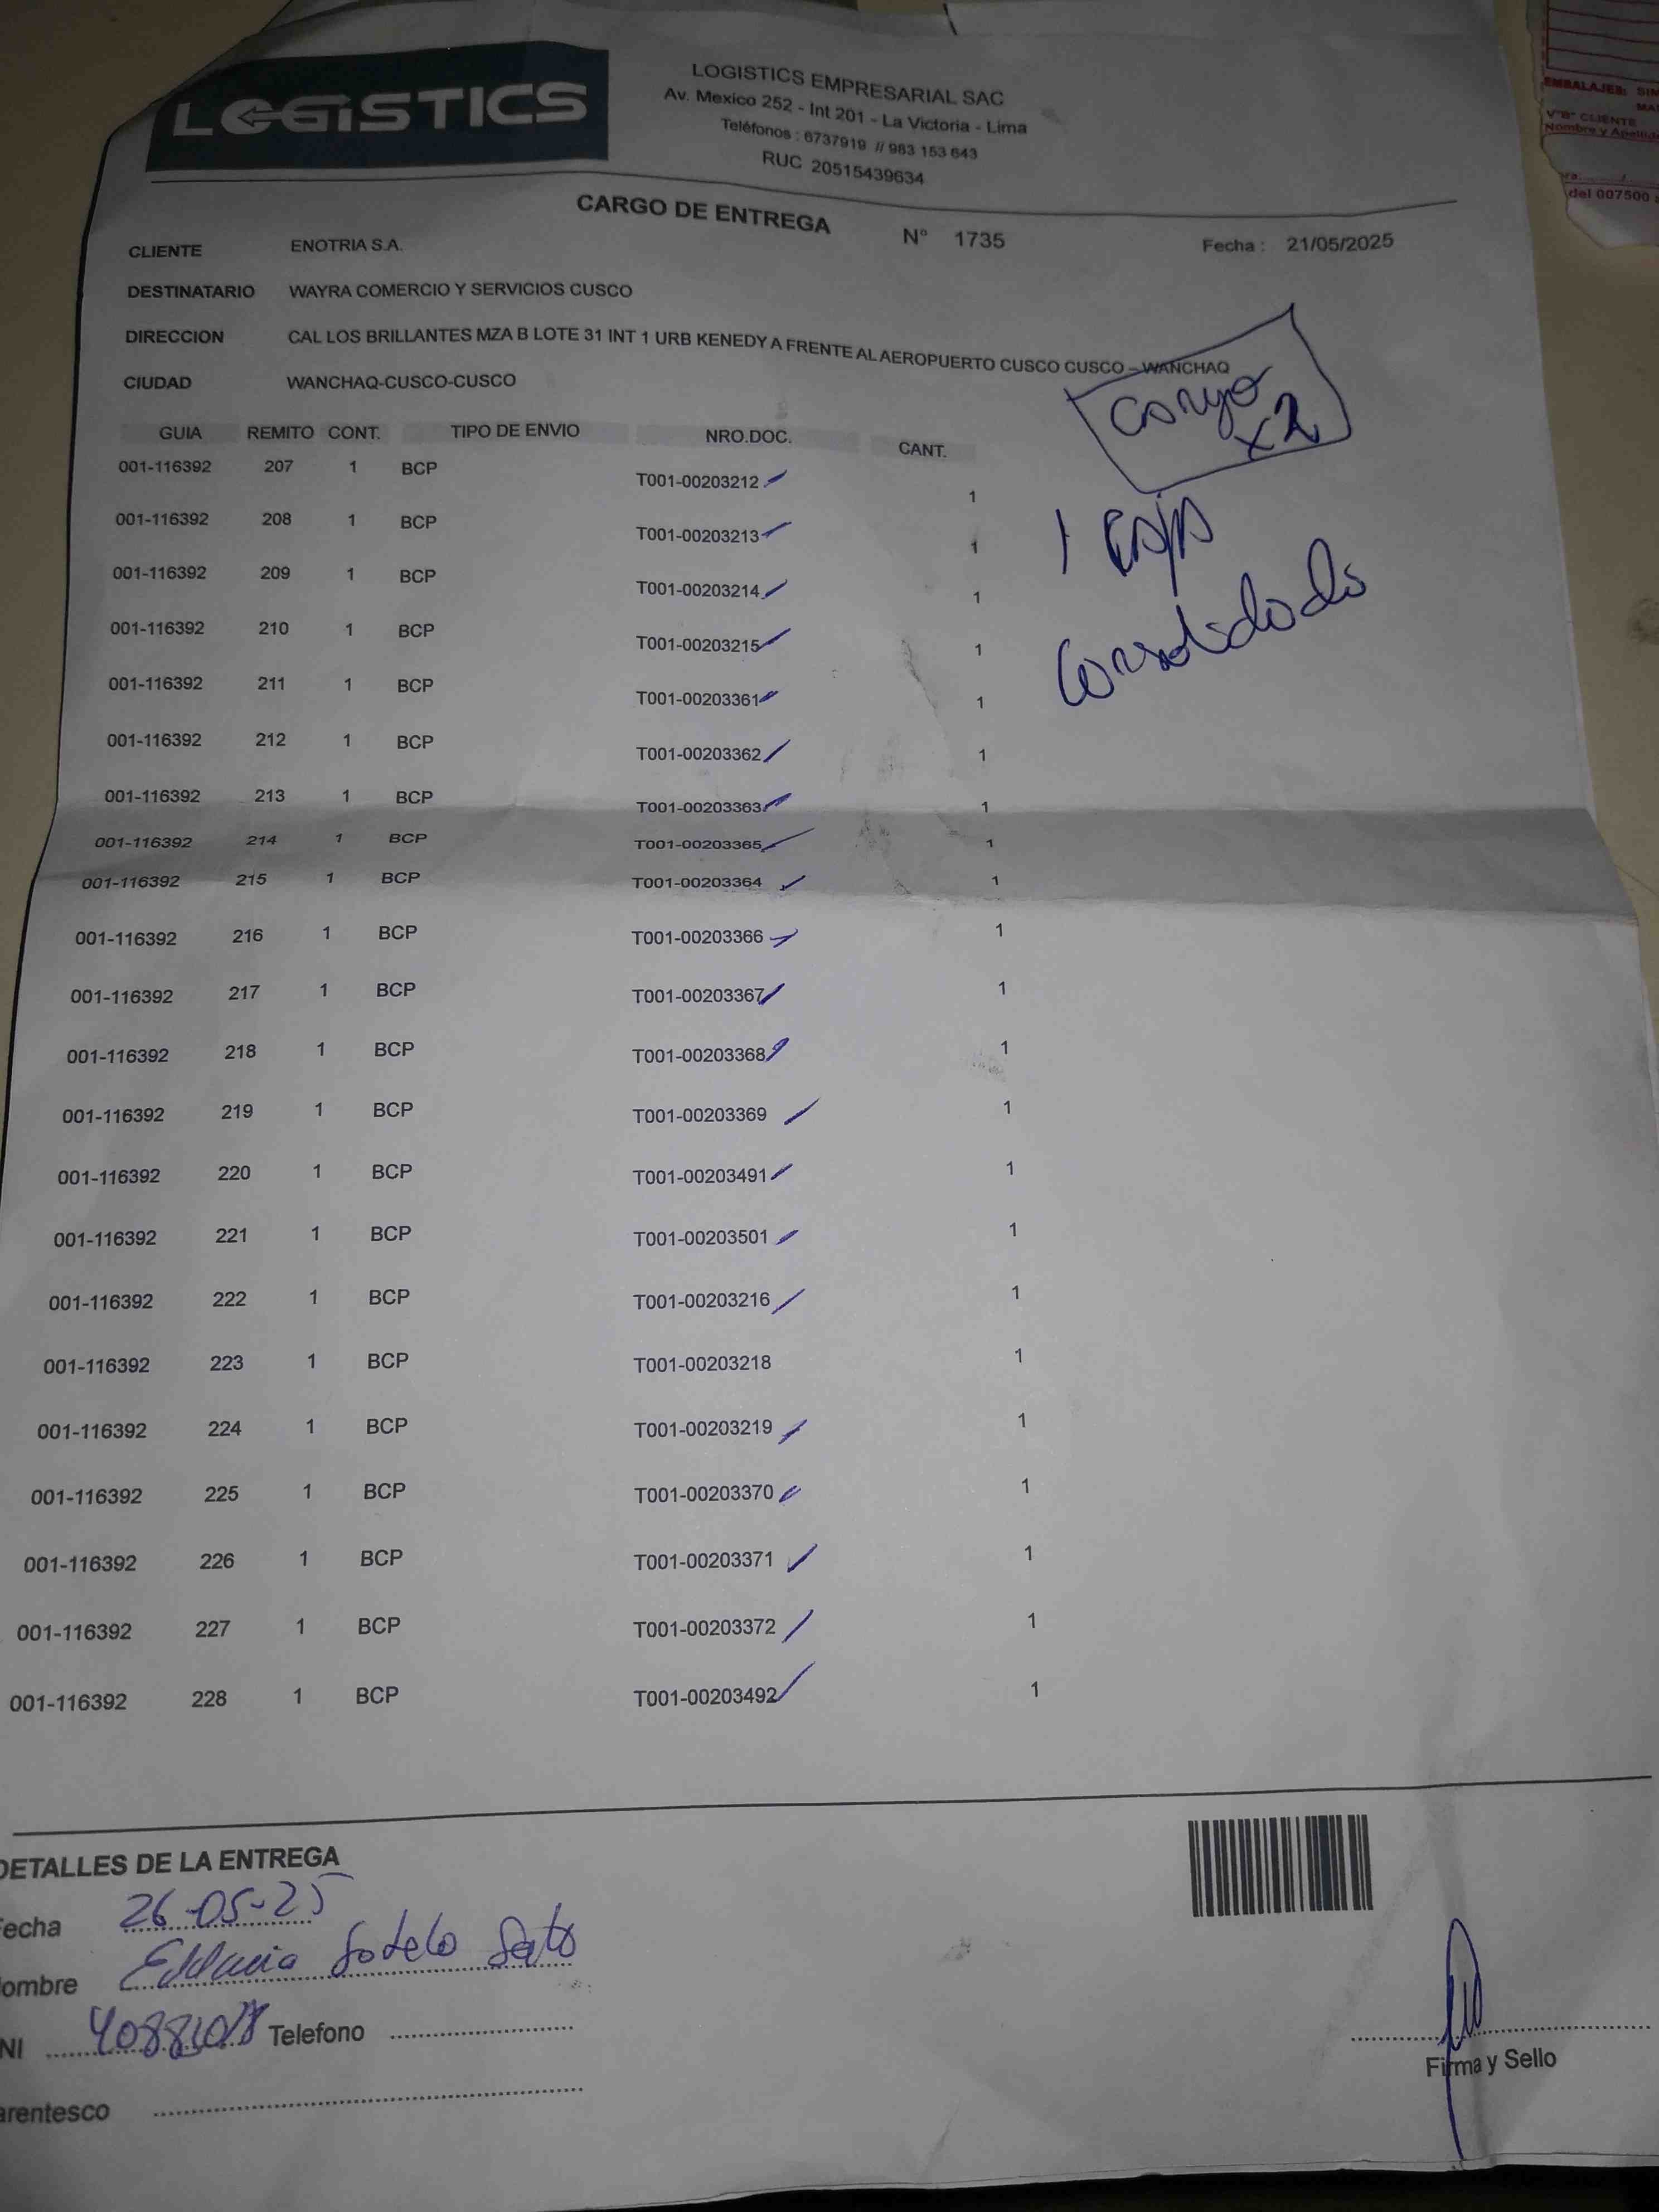 LOGISTICS
LOGISTICS EMPRESARIAL SAC
Av. Mexico 252 - Int 201 - La Victoria - Lima
Teléfonos : 6737919 // 983 153 643
RUC 20515439634
CARGO DE ENTREGA N° 1735 Fecha : 21/05/2025
CLIENTE ENOTRIA S.A.
DESTINATARIO WAYRA COMERCIO Y SERVICIOS CUSCO
DIRECCION CAL LOS BRILLANTES MZA B LOTE 31 INT 1 URB KENEDY A FRENTE AL AEROPUERTO CUSCO CUSCO – WANCHAQ
CIUDAD WANCHAQ-CUSCO-CUSCO
Cargo
x2
1 caja
Consolidado
GUIA REMITO CONT. TIPO DE ENVIO NRO.DOC. CANT.
001-116392 207 1 BCP T001-00203212 1
001-116392 208 1 BCP T001-00203213 1
001-116392 209 1 BCP T001-00203214 1
001-116392 210 1 BCP T001-00203215 1
001-116392 211 1 BCP T001-00203361 1
001-116392 212 1 BCP T001-00203362 1
001-116392 213 1 BCP T001-00203363 1
001-116392 214 1 BCP T001-00203365 1
001-116392 215 1 BCP T001-00203364 1
001-116392 216 1 BCP T001-00203366 1
001-116392 217 1 BCP T001-00203367 1
001-116392 218 1 BCP T001-00203368 1
001-116392 219 1 BCP T001-00203369 1
001-116392 220 1 BCP T001-00203491 1
001-116392 221 1 BCP T001-00203501 1
001-116392 222 1 BCP T001-00203216 1
001-116392 223 1 BCP T001-00203218 1
001-116392 224 1 BCP T001-00203219 1
001-116392 225 1 BCP T001-00203370 1
001-116392 226 1 BCP T001-00203371 1
001-116392 227 1 BCP T001-00203372 1
001-116392 228 1 BCP T001-00203492 1
DETALLES DE LA ENTREGA
echa 26-05-25
ombre Sotelo
NI Telefono
arentesco
Firma y Sello
EMBALAJES: SIM
MA
V°B° CLIENTE
Nombre y Apellid
del 007500